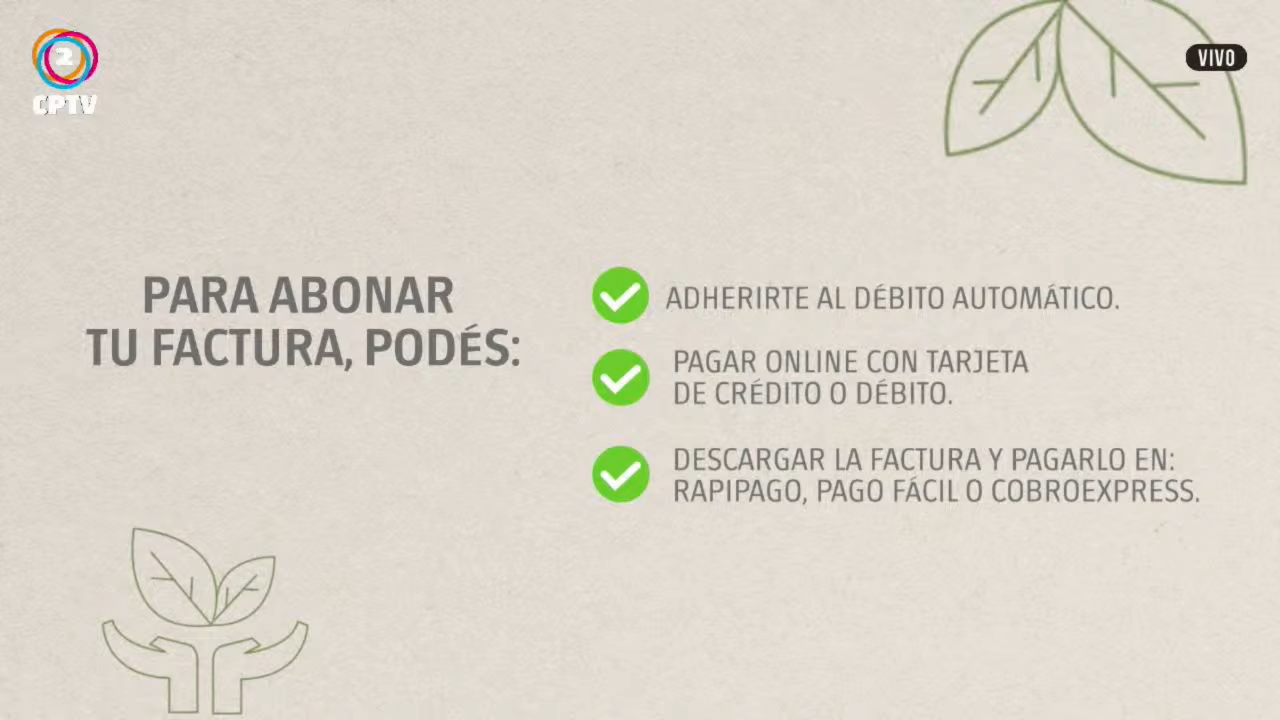 2
CPTV
VIVO
PARA ABONAR
TU FACTURA, PODÉS:
ADHERIRTE AL DÉBITO AUTOMÁTICO.
PAGAR ONLINE CON TARJETA
DE CRÉDITO O DÉBITO.
DESCARGAR LA FACTURA Y PAGARLO EN:
RAPIPAGO, PAGO FÁCIL O COBROEXPRESS.